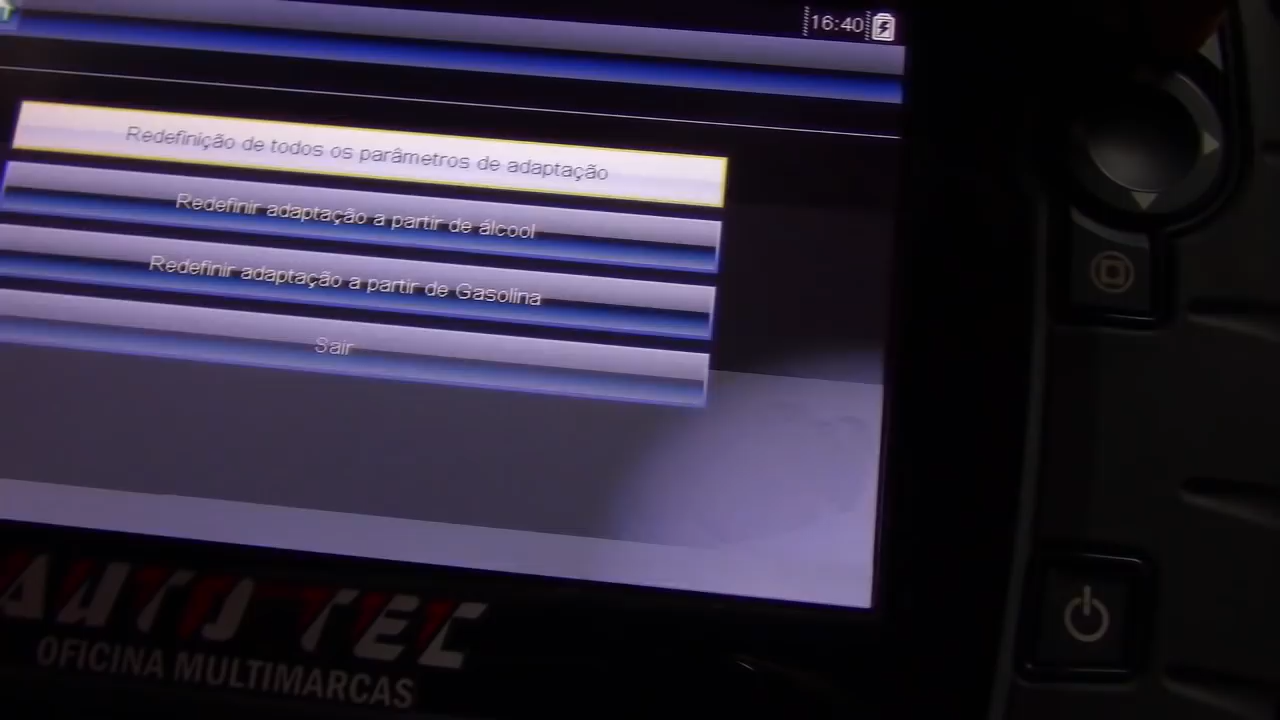 16:40
Redefinição de todos os parâmetros de adaptação
Redefinir adaptação a partir de álcool
Redefinir adaptação a partir de Gasolina
Sair
AUTO TEC
OFICINA MULTIMARCAS